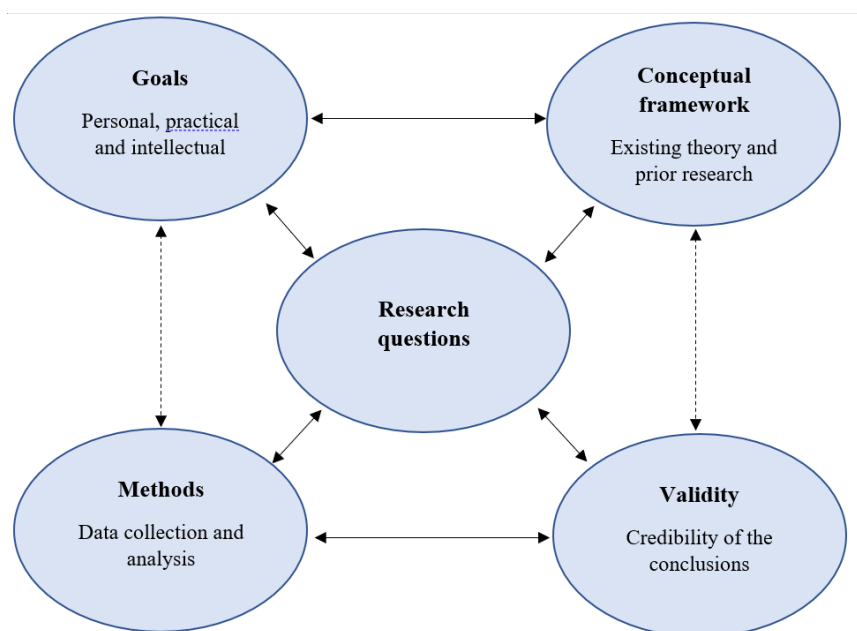 Goals
Personal, practical
and intellectual
Conceptual
framework
Existing theory and
prior research
Research
questions
Methods
Data collection and
analysis
Validity
Credibility of the
conclusions